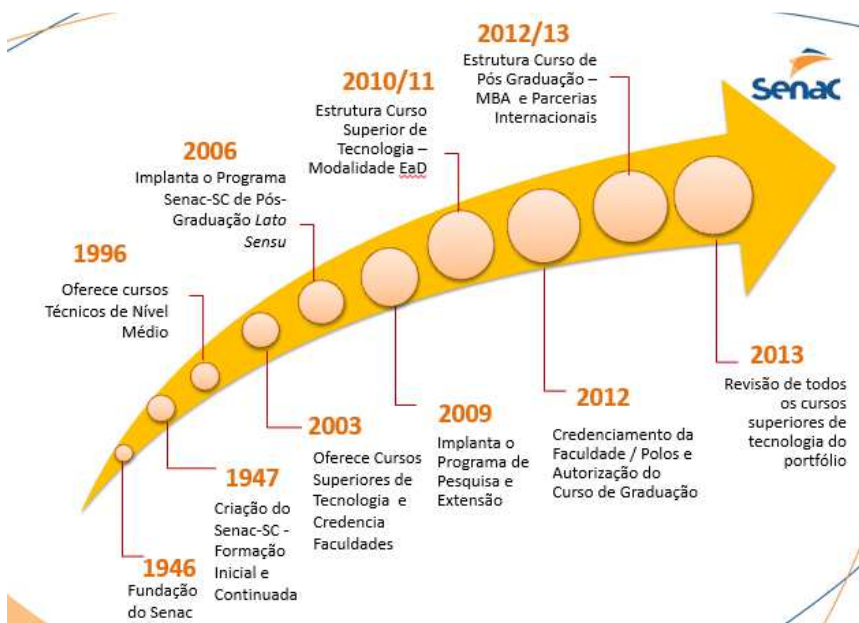 2012/13
Estrutura Curso de
Pós Graduação –
MBA e Parcerias
Internacionais
Senac
2010/11
Estrutura Curso
Superior de
Tecnologia –
Modalidade EaD
2006
Implanta o Programa
Senac-SC de Pós-
Graduação Lato
Sensu
1996
Oferece cursos
Técnicos de Nível
Médio
2013
Revisão de todos
os cursos
superiores de
tecnologia do
portfólio
2012
Credenciamento da
Faculdade / Polos e
Autorização do
Curso de Graduação
2009
Implanta o
Programa de
Pesquisa e
Extensão
2003
Oferece Cursos
Superiores de
Tecnologia e
Credencia
Faculdades
1947
Criação do
Senac-SC -
Formação
Inicial e
Continuada
1946
Fundação
do Senac